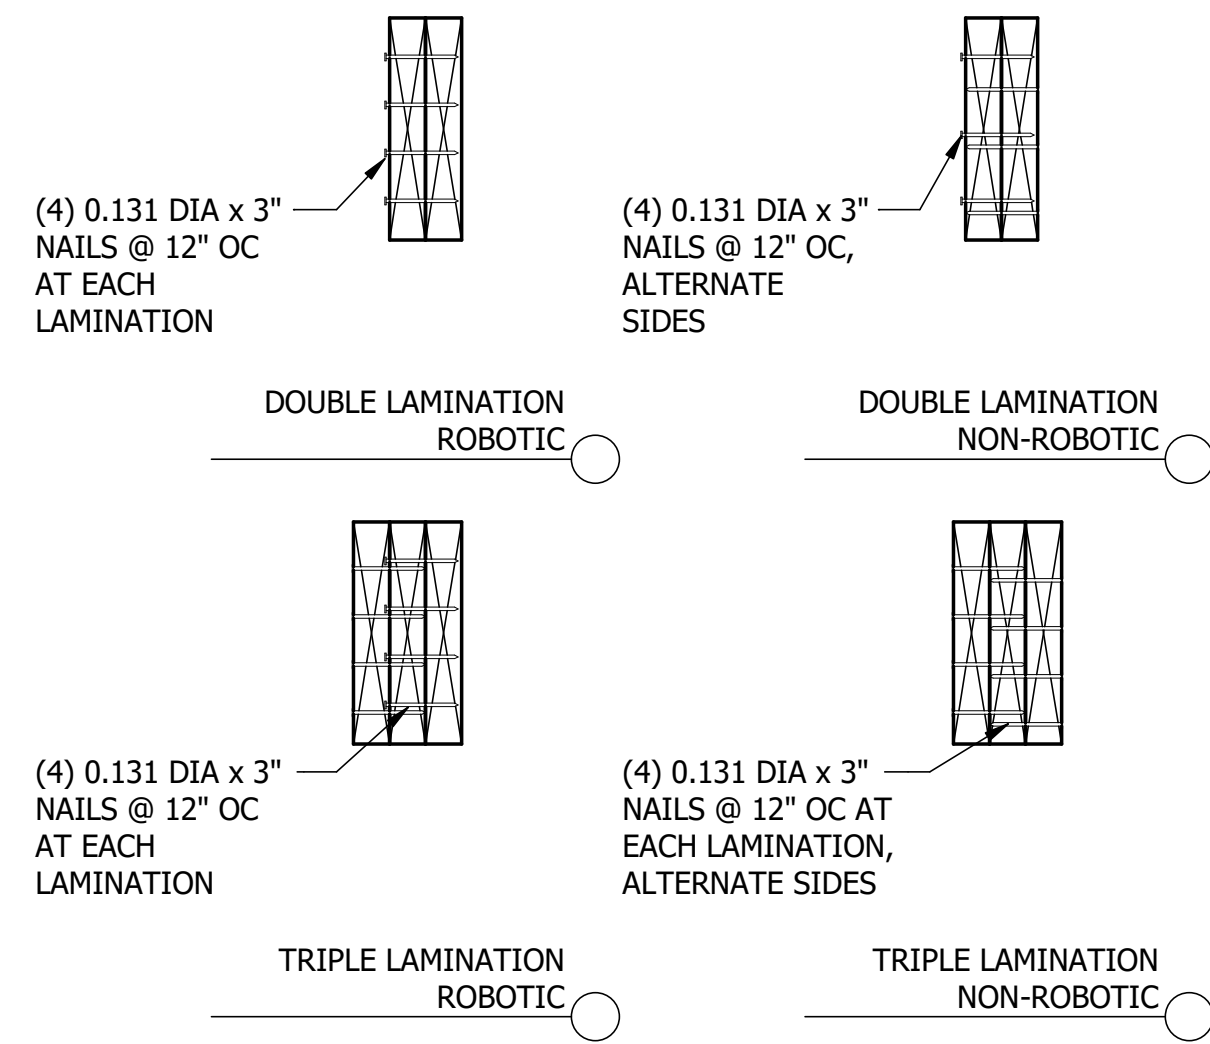 (4) 0.131 DIA x 3"
NAILS @ 12" OC
AT EACH
LAMINATION
DOUBLE LAMINATION
ROBOTIC
(4) 0.131 DIA x 3"
NAILS @ 12" OC,
ALTERNATE
SIDES
DOUBLE LAMINATION
NON-ROBOTIC
(4) 0.131 DIA x 3"
NAILS @ 12" OC
AT EACH
LAMINATION
TRIPLE LAMINATION
ROBOTIC
(4) 0.131 DIA x 3"
NAILS @ 12" OC AT
EACH LAMINATION,
ALTERNATE SIDES
TRIPLE LAMINATION
NON-ROBOTIC